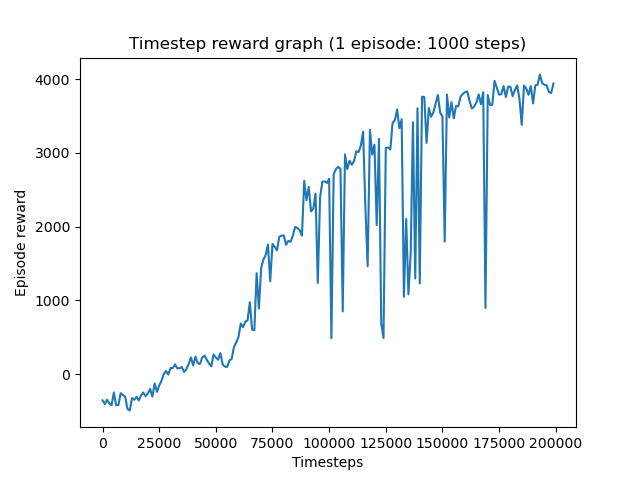 Timestep reward graph (1 episode: 1000 steps)
Episode reward
4000
3000
2000
1000
0
0 25000 50000 75000 100000 125000 150000 175000 200000
Timesteps